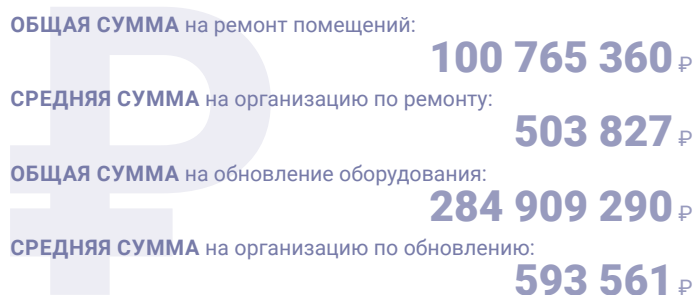 ОБЩАЯ СУММА на ремонт помещений:
100 765 360 ₽
СРЕДНЯЯ СУММА на организацию по ремонту:
503 827 ₽
ОБЩАЯ СУММА на обновление оборудования:
284 909 290 ₽
СРЕДНЯЯ СУММА на организацию по обновлению:
593 561 ₽